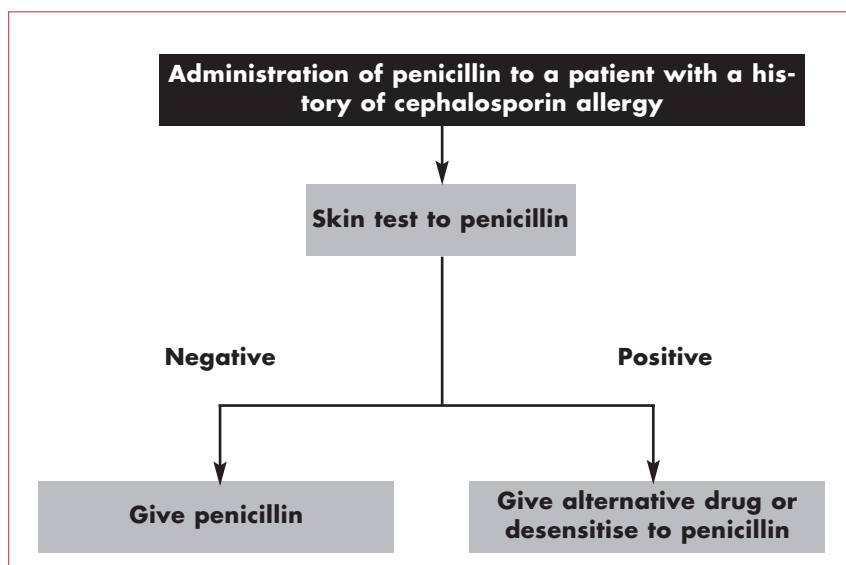 Administration of penicillin to a patient with a his-
tory of cephalosporin allergy
Skin test to penicillin
Negative
Positive
Give penicillin
Give alternative drug or
desensitise to penicillin